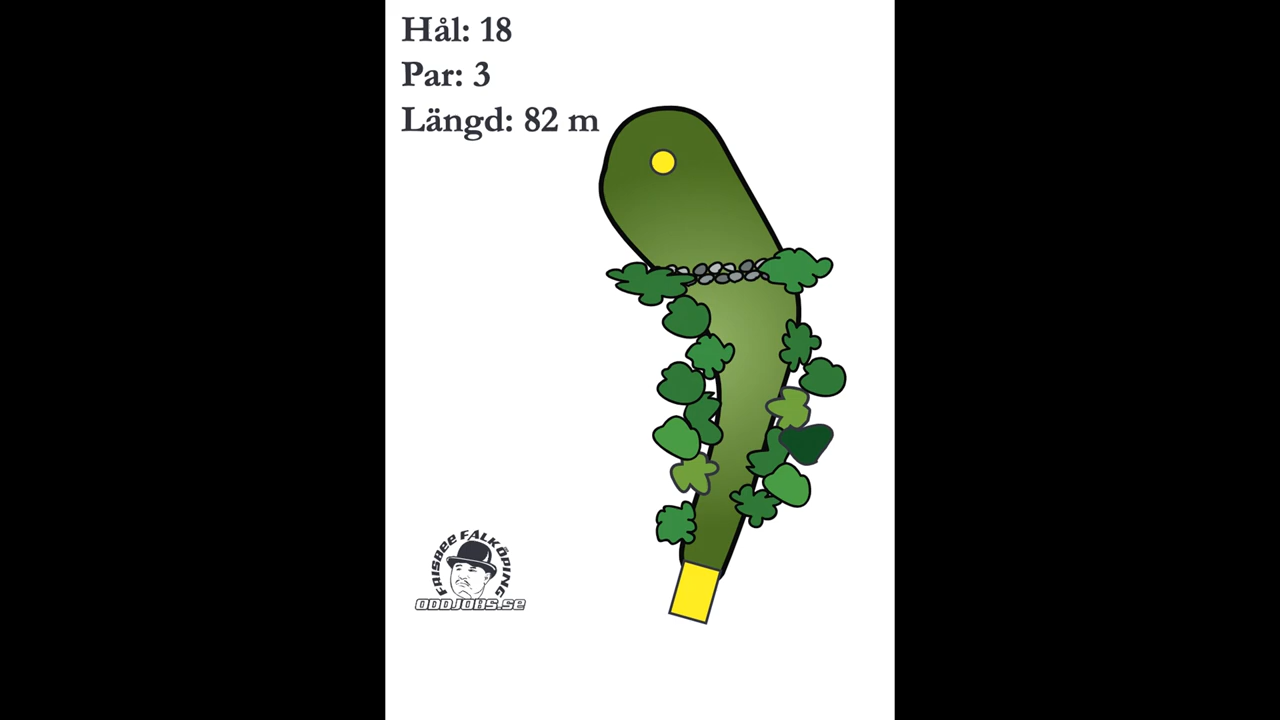 Hål: 18
Par: 3
Längd: 82 m
FRISBEE FALKÖPING
ODDJOBS.SE